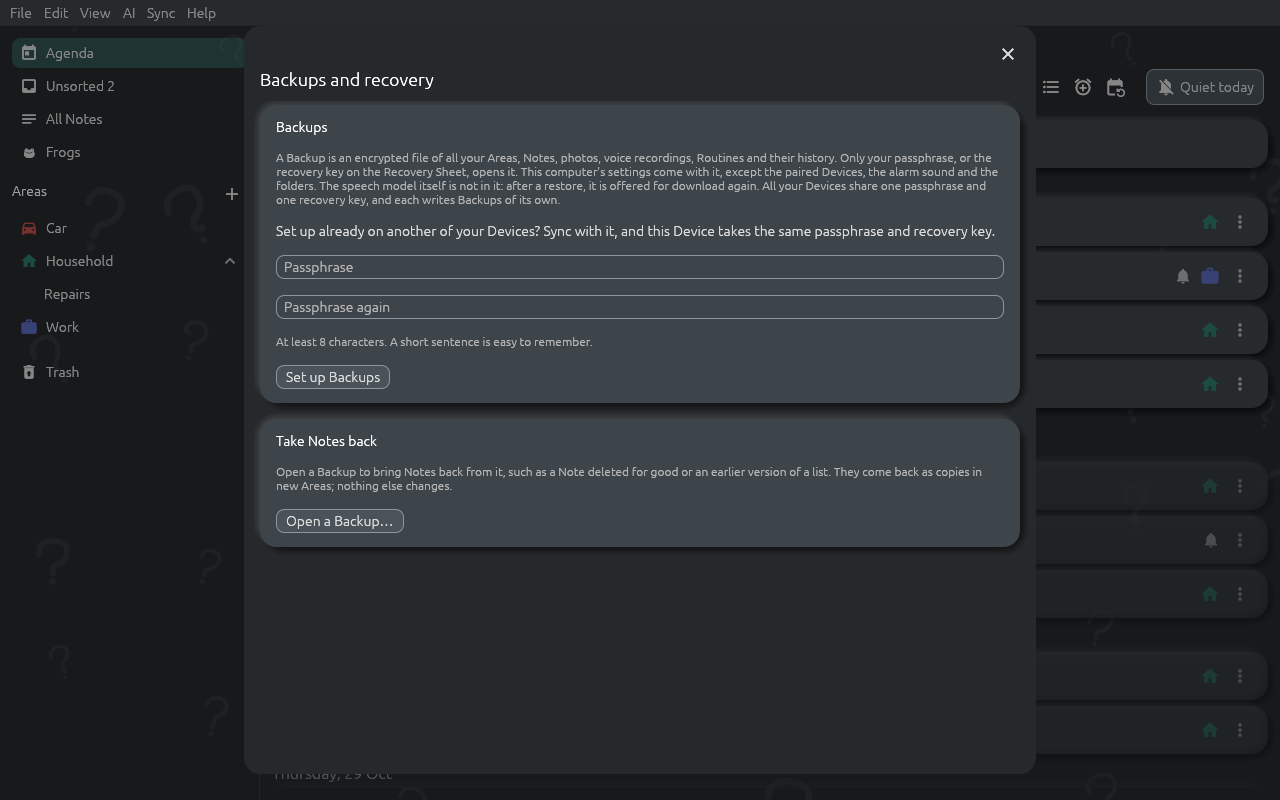 File Edit View AI Sync Help
Agenda
Unsorted 2
All Notes
Frogs
Areas
Car
Household
Repairs
Work
Trash
Quiet today
Backups and recovery
Backups
A Backup is an encrypted file of all your Areas, Notes, photos, voice recordings, Routines and their history. Only your passphrase, or the
recovery key on the Recovery Sheet, opens it. This computer's settings come with it, except the paired Devices, the alarm sound and the
folders. The speech model itself is not in it: after a restore, it is offered for download again. All your Devices share one passphrase and
one recovery key, and each writes Backups of its own.
Set up already on another of your Devices? Sync with it, and this Device takes the same passphrase and recovery key.
Passphrase
Passphrase again
At least 8 characters. A short sentence is easy to remember.
Set up Backups
Take Notes back
Open a Backup to bring Notes back from it, such as a Note deleted for good or an earlier version of a list. They come back as copies in
new Areas; nothing else changes.
Open a Backup...
Thursday, 29 Oct